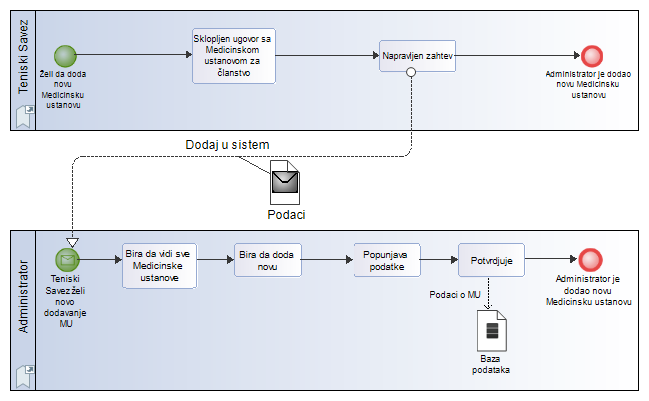 Teniski Savez
Želi da doda
novu
Medicinsku
ustanovu
Sklopljen ugovor sa
Medicinskom
ustanovom za
članstvo
Napravljen zahtev
Administrator je dodao
novu Medicinsku
ustanovu
Dodaj u sistem
Podaci
Administrator
Teniski
Savez želi
novo
dodavanje
MU
Bira da vidi sve
Medicinske
ustanove
Bira da doda
novu
Popunjava
podatke
Potvrdjuje
Podaci o MU
Baza
podataka
Administrator je
dodao novu
Medicinsku ustanovu